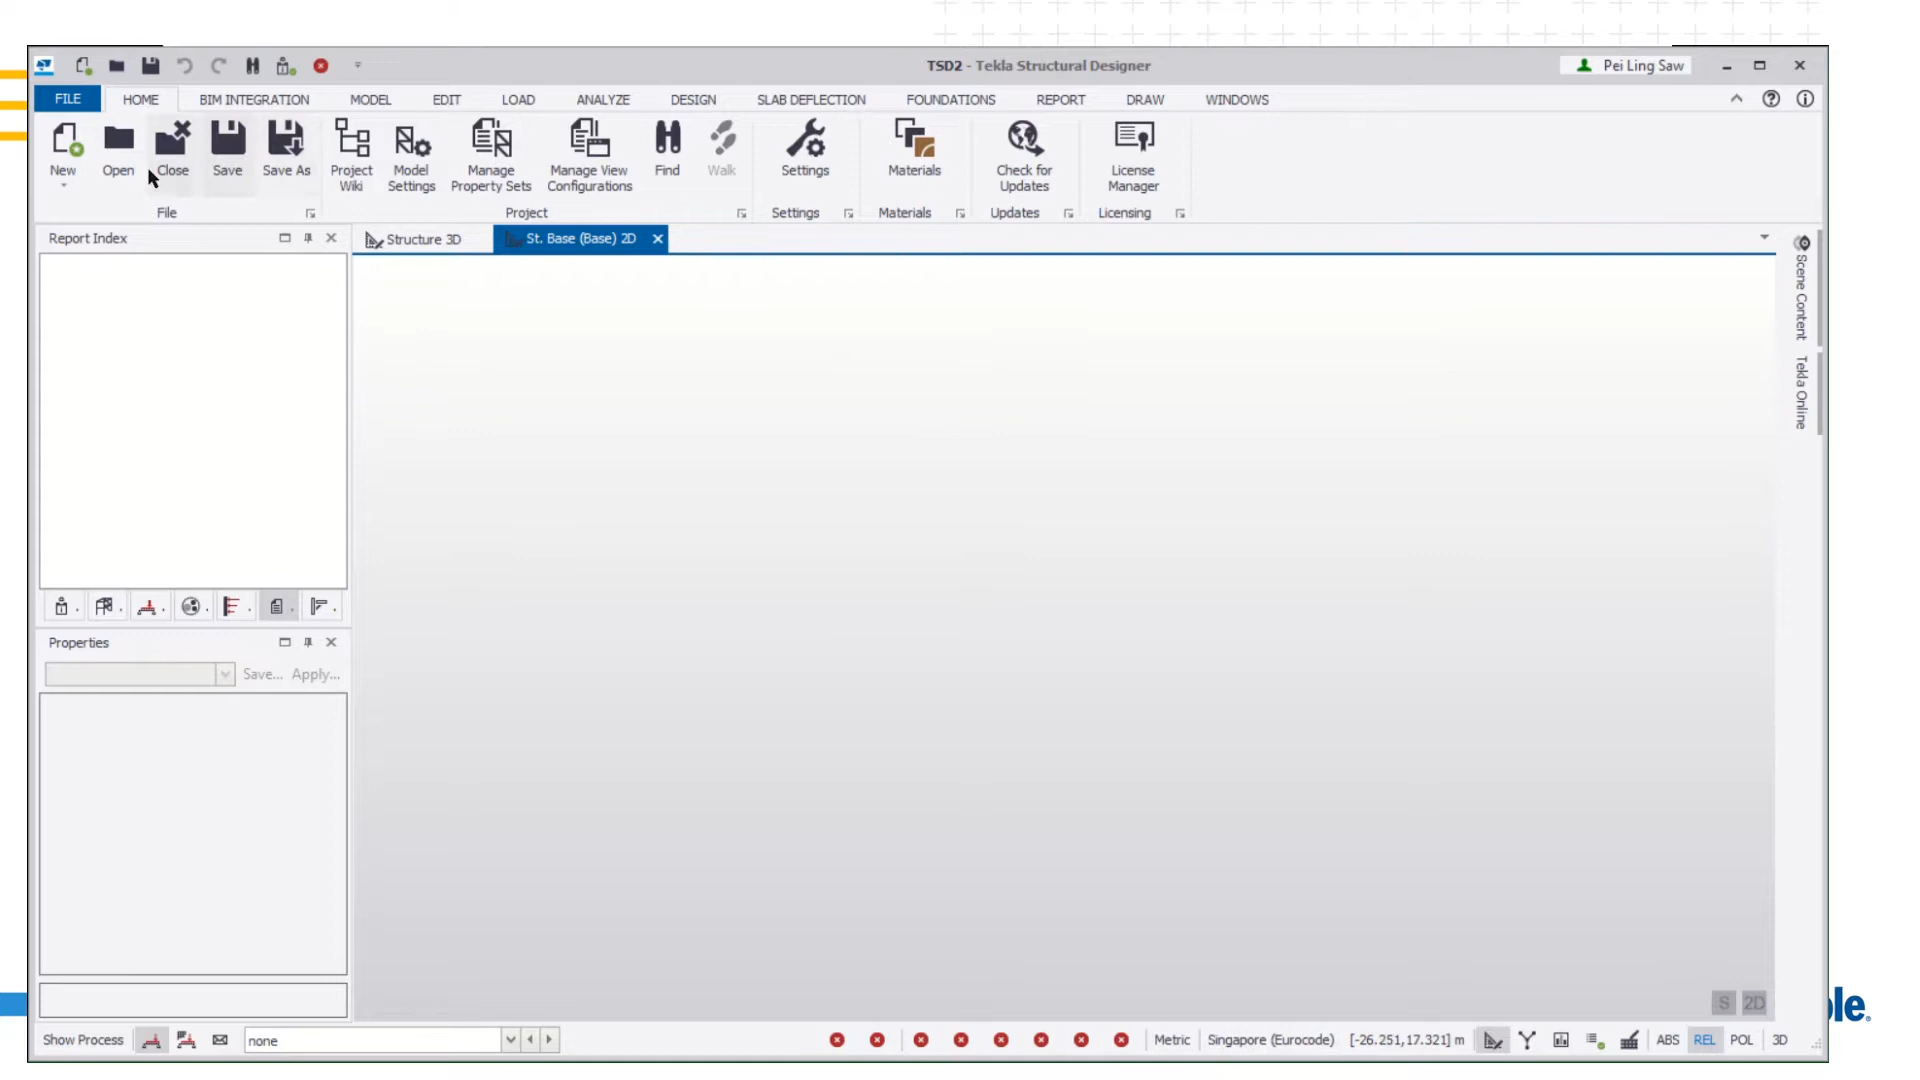 TSD2 - Tekla Structural Designer
Pei Ling Saw
FILE HOME BIM INTEGRATION MODEL EDIT LOAD ANALYZE DESIGN SLAB DEFLECTION FOUNDATIONS REPORT DRAW WINDOWS
New
Open
Close
Save
Save As
Project
Wiki
Model
Settings
Manage
Property Sets
Manage View
Configurations
Find
Walk
Settings
Materials
Check for
Updates
License
Manager
File Project Settings Materials Updates Licensing
Report Index
Structure 3D
St. Base (Base) 2D
Scene Content
Tekla Online
Properties
Save... Apply...
S 2D
Show Process
none
Metric
Singapore (Eurocode)
[-26.251,17.321] m
ABS REL POL 3D
ble.